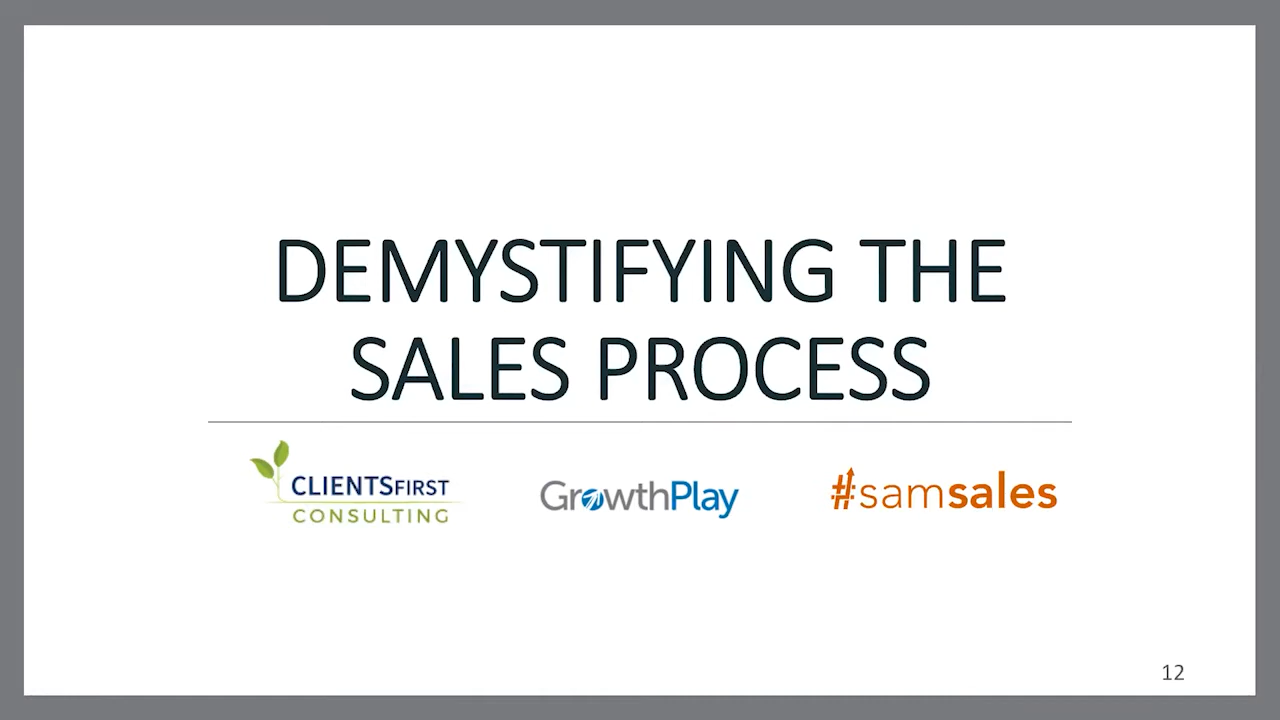 DEMYSTIFYING THE
SALES PROCESS
CLIENTSFIRST
CONSULTING
GrowthPlay
#samsales
12